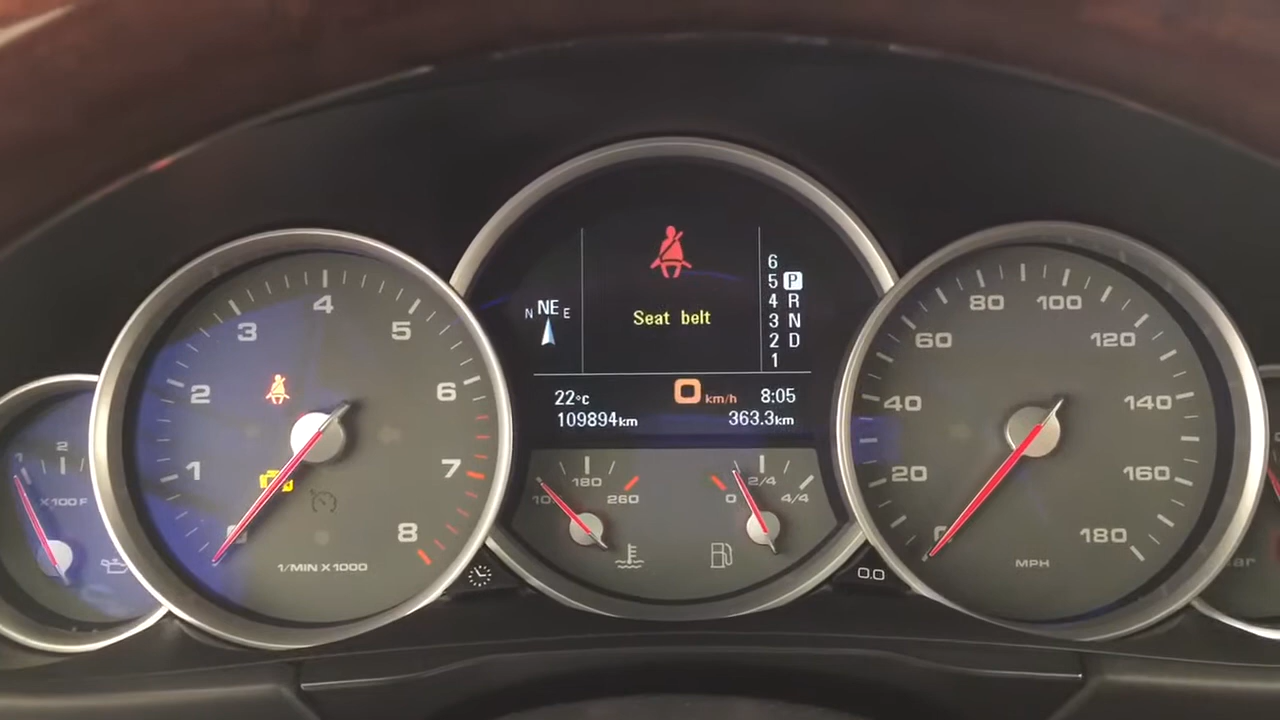 1
2
X100 F
0
1
2
3
4
5
6
7
8
1/MIN X1000
N NE E
Seat belt
6
5 P
4 R
3 N
2 D
1
22°C
0 km/h
8:05
109894km
363.3km
180
260
0
2/4
4/4
0.0
20
40
60
80
100
120
140
160
180
MPH